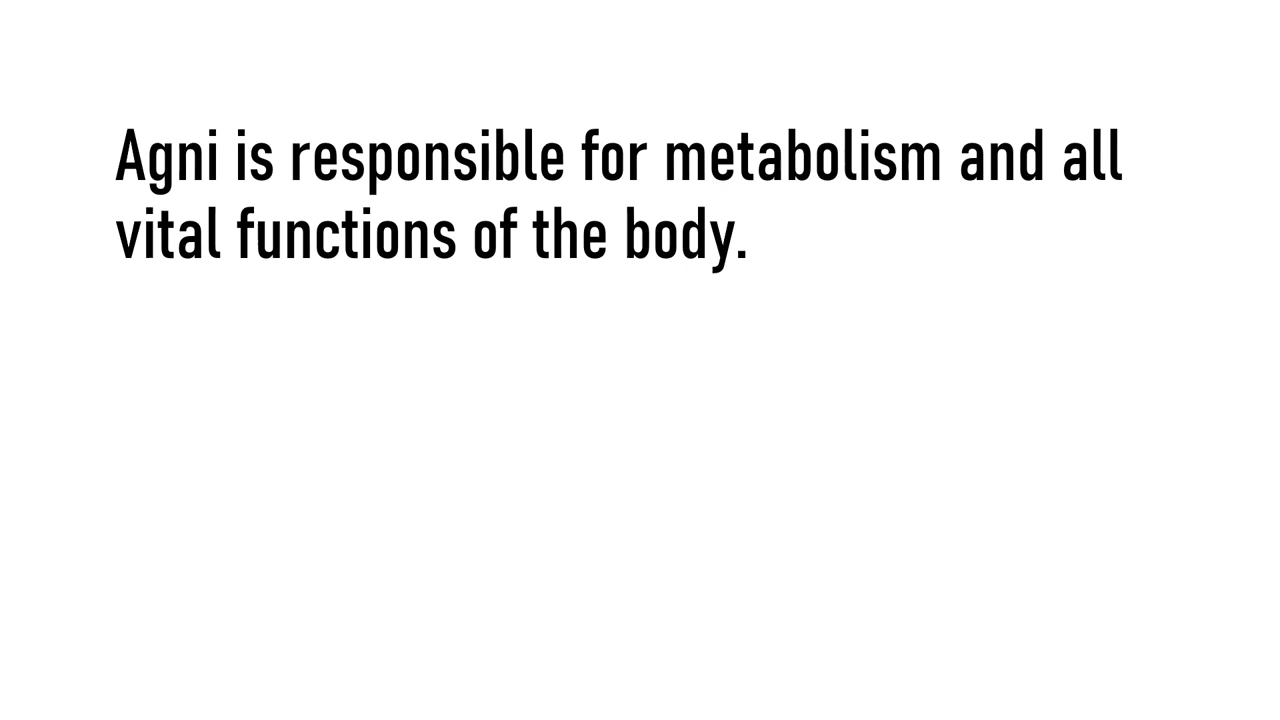 Agni is responsible for metabolism and all
vital functions of the body.